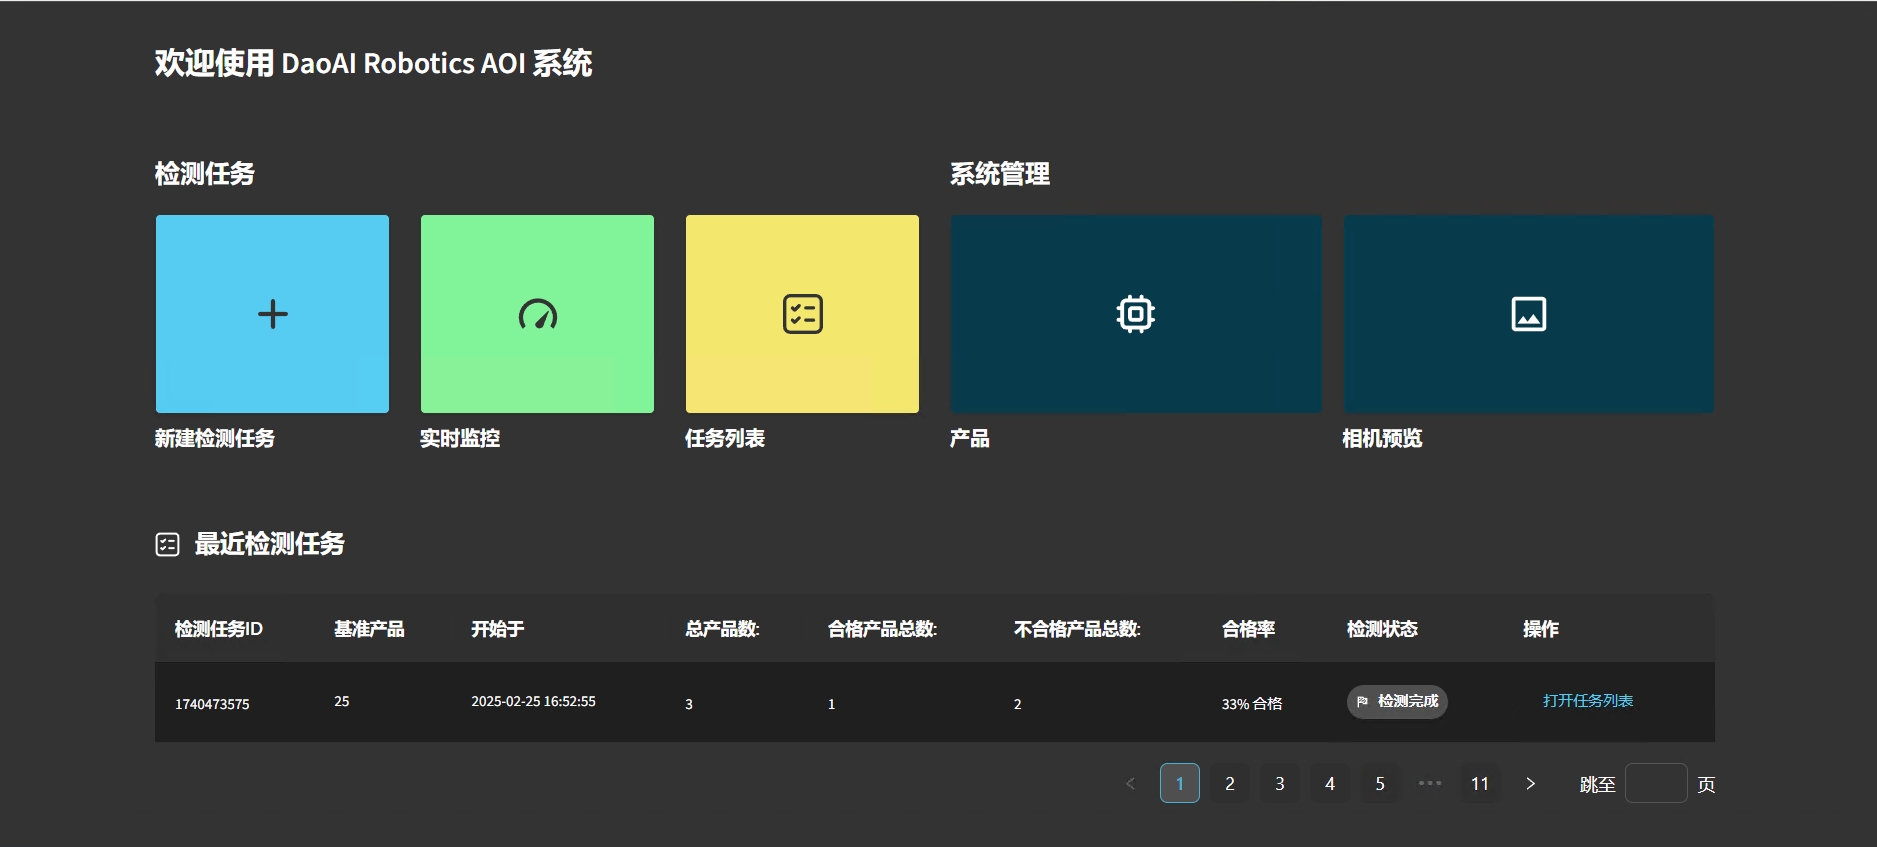 欢迎使用 DaoAI Robotics AOI 系统
检测任务
系统管理
新建检测任务
实时监控
任务列表
产品
相机预览
最近检测任务
检测任务ID 基准产品 开始于 总产品数: 合格产品总数: 不合格产品总数: 合格率 检测状态 操作
1740473575 25 2025-02-25 16:52:55 3 1 2 33% 合格 检测完成 打开任务列表
< 1 2 3 4 5 ••• 11 > 跳至 页